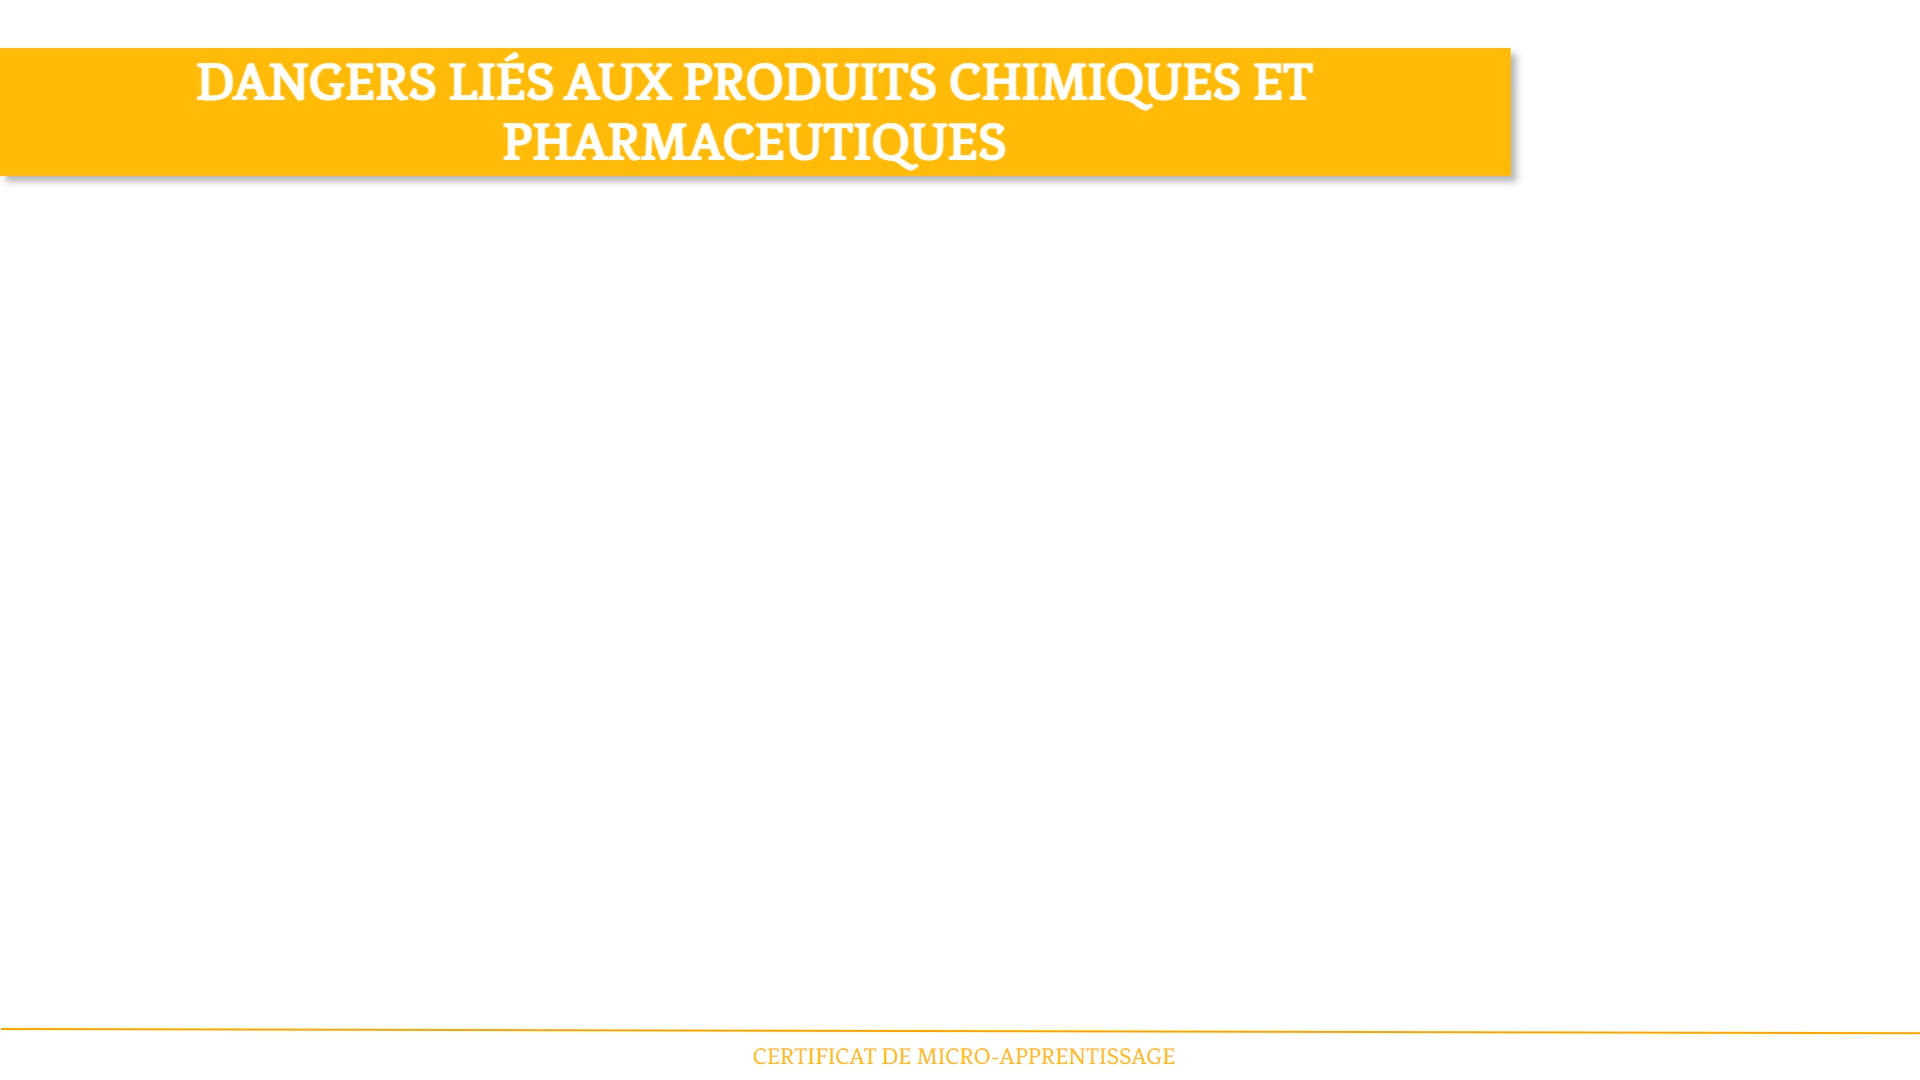 DANGERS LIÉS AUX PRODUITS CHIMIQUES ET
PHARMACEUTIQUES
CERTIFICAT DE MICRO-APPRENTISSAGE